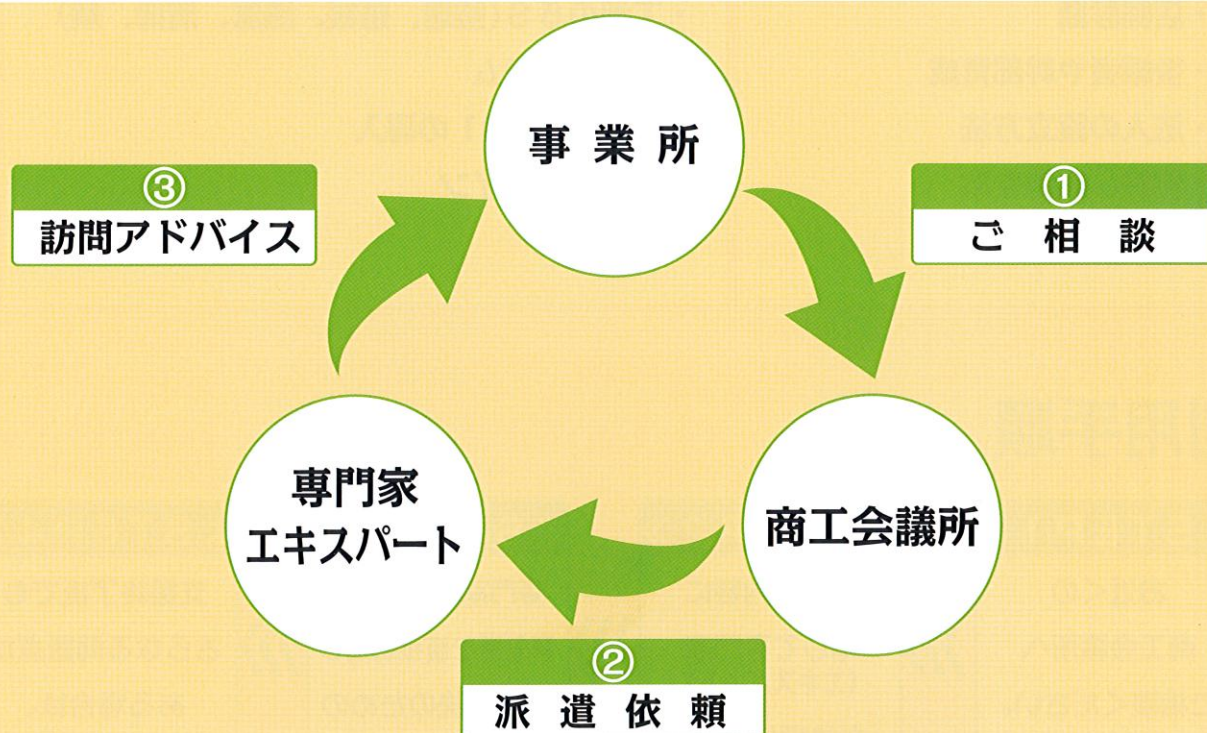 事業所
①
ご相談
商工会議所
②
派遣依頼
専門家
エキスパート
③
訪問アドバイス